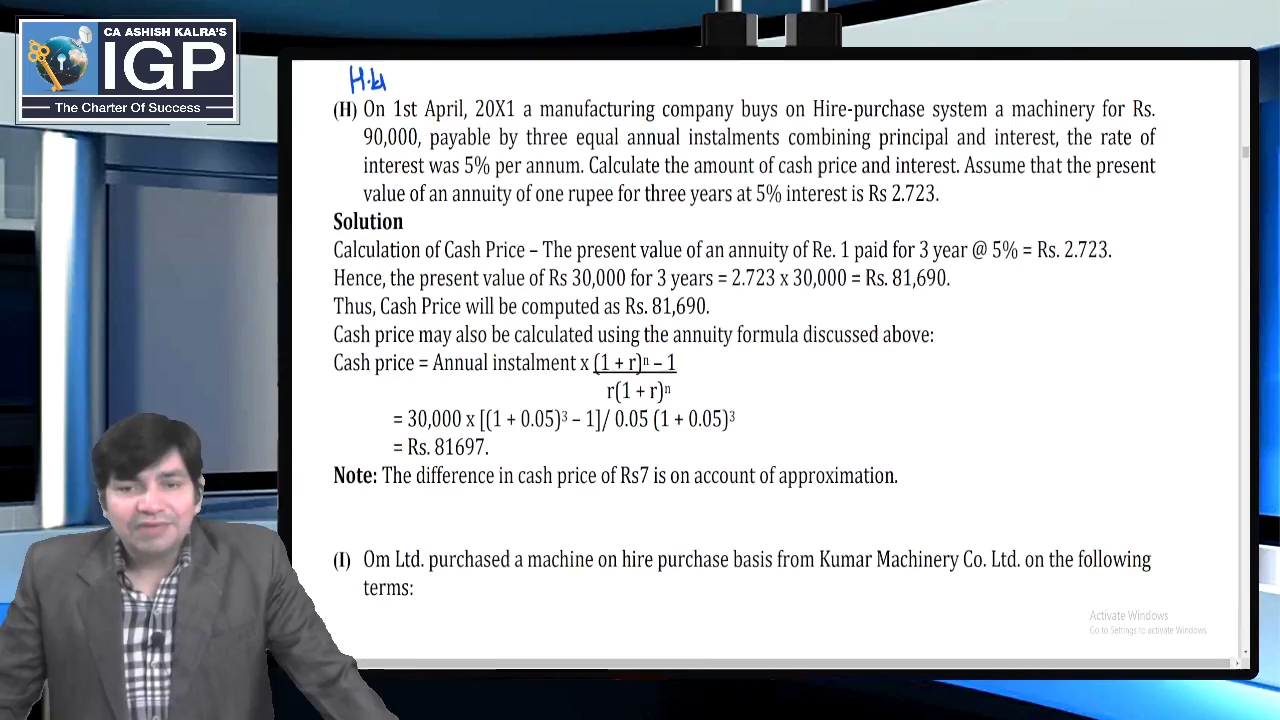 CA ASHISH KALRA'S
IGP
The Charter Of Success
H.W
(H) On 1st April, 20X1 a manufacturing company buys on Hire-purchase system a machinery for Rs.
90,000, payable by three equal annual instalments combining principal and interest, the rate of
interest was 5% per annum. Calculate the amount of cash price and interest. Assume that the present
value of an annuity of one rupee for three years at 5% interest is Rs 2.723.
Solution
Calculation of Cash Price – The present value of an annuity of Re. 1 paid for 3 year @ 5% = Rs. 2.723.
Hence, the present value of Rs 30,000 for 3 years = 2.723 x 30,000 = Rs. 81,690.
Thus, Cash Price will be computed as Rs. 81,690.
Cash price may also be calculated using the annuity formula discussed above:
Cash price = Annual instalment x (1 + r)ⁿ – 1
r(1 + r)ⁿ
= 30,000 x [(1 + 0.05)³ – 1]/ 0.05 (1 + 0.05)³
= Rs. 81697.
Note: The difference in cash price of Rs7 is on account of approximation.
(I) Om Ltd. purchased a machine on hire purchase basis from Kumar Machinery Co. Ltd. on the following
terms:
Activate Windows
Go to Settings to activate Windows.